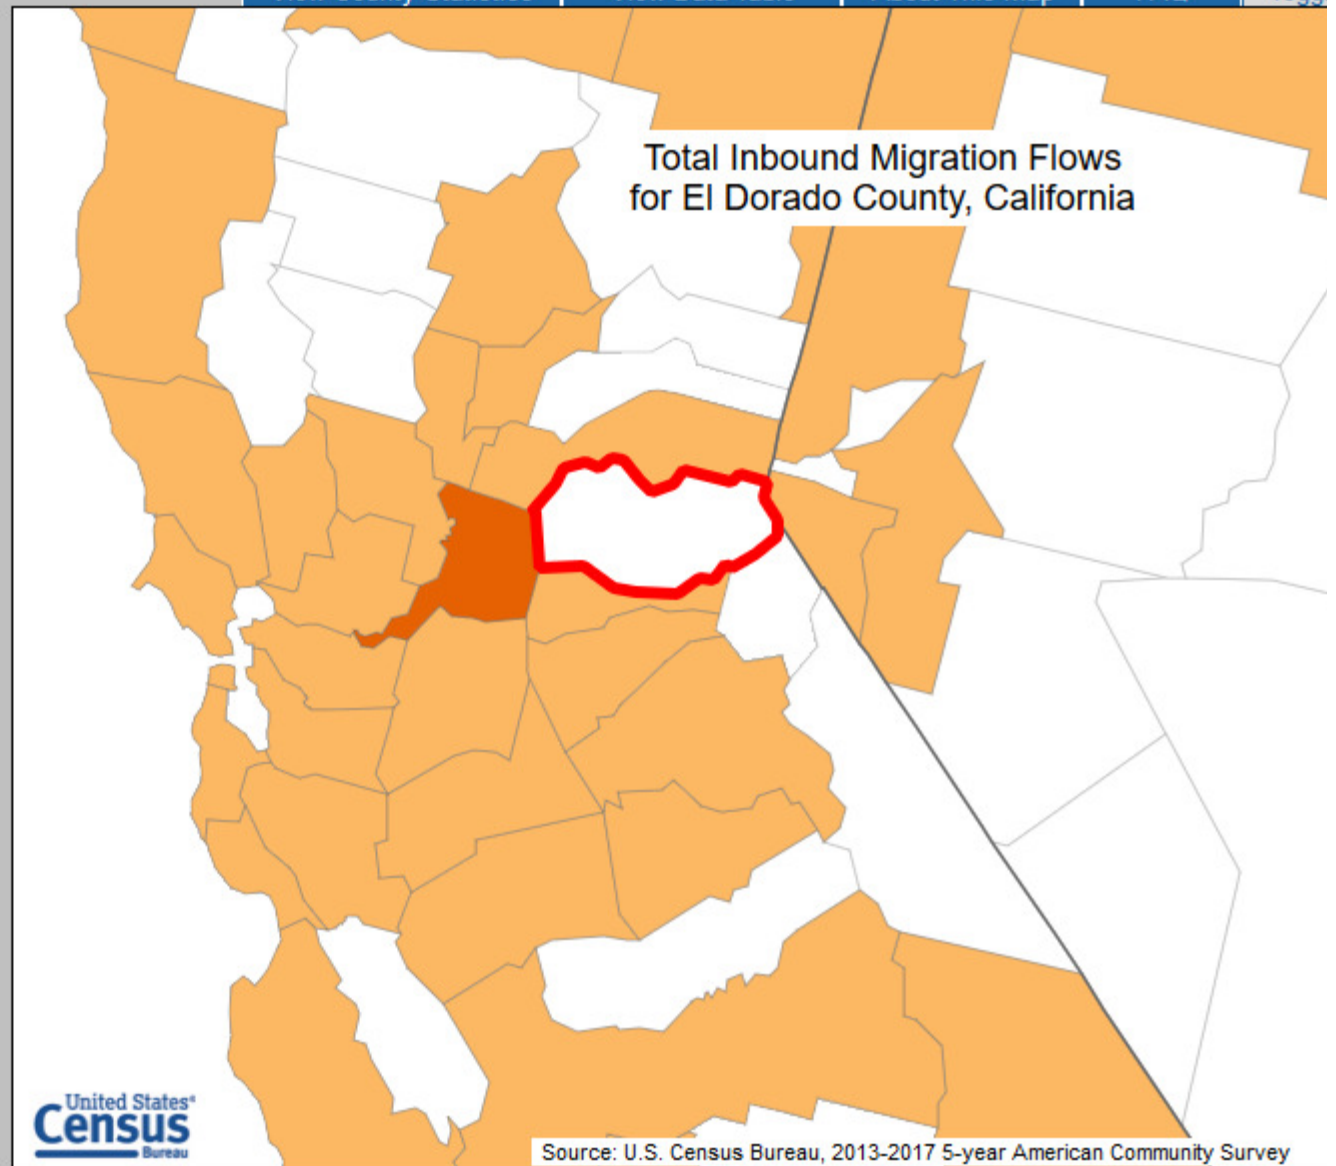 Total Inbound Migration Flows
for El Dorado County, California
United States®
Census
Bureau
Source: U.S. Census Bureau, 2013-2017 5-year American Community Survey